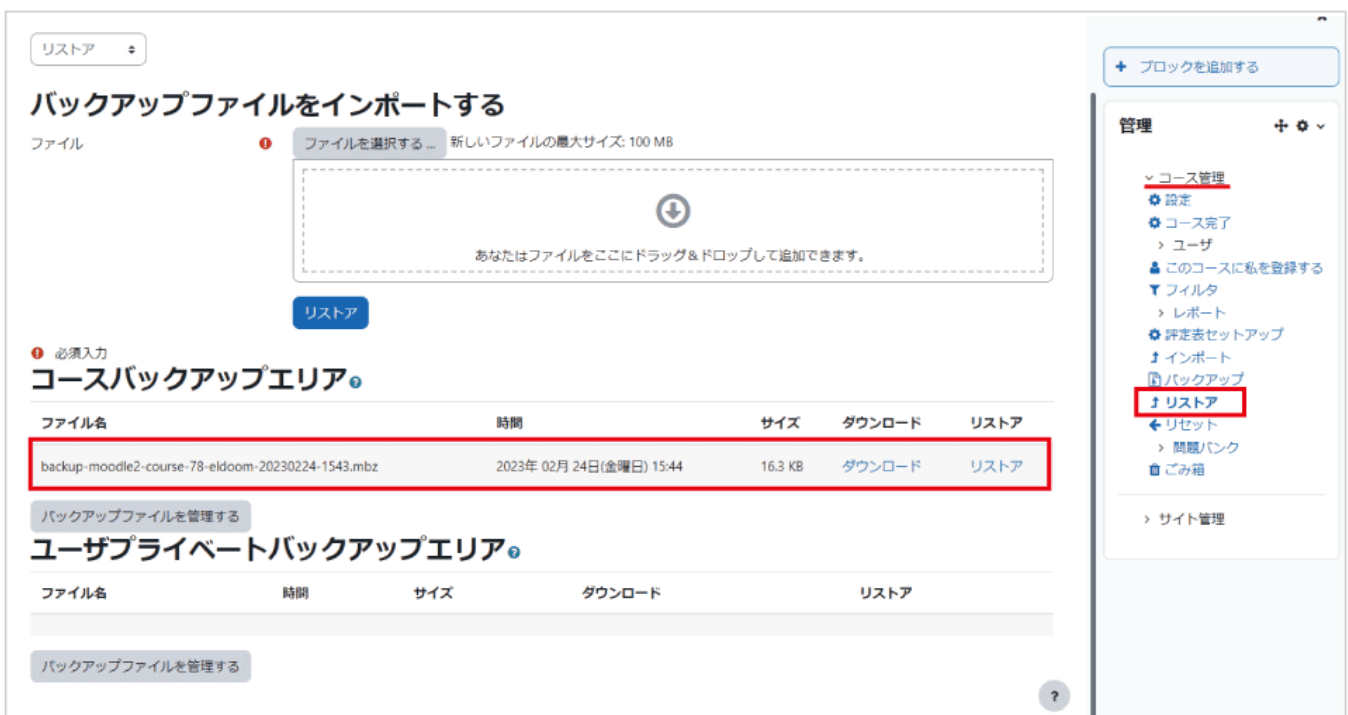 リストア
バックアップファイルをインポートする
ファイル
ファイルを選択する ... 新しいファイルの最大サイズ: 100 MB
あなたはファイルをここにドラッグ&ドロップして追加できます。
リストア
必須入力
コースバックアップエリア
ファイル名 時間 サイズ ダウンロード リストア
backup-moodle2-course-78-eldoom-20230224-1543.mbz 2023年 02月 24日(金曜日) 15:44 16.3 KB ダウンロード リストア
バックアップファイルを管理する
ユーザプライベートバックアップエリア
ファイル名 時間 サイズ ダウンロード リストア
バックアップファイルを管理する
?
+ ブロックを追加する
管理
コース管理
設定
コース完了
ユーザ
このコースに私を登録する
フィルタ
レポート
評定表セットアップ
インポート
バックアップ
リストア
リセット
問題バンク
ごみ箱
サイト管理